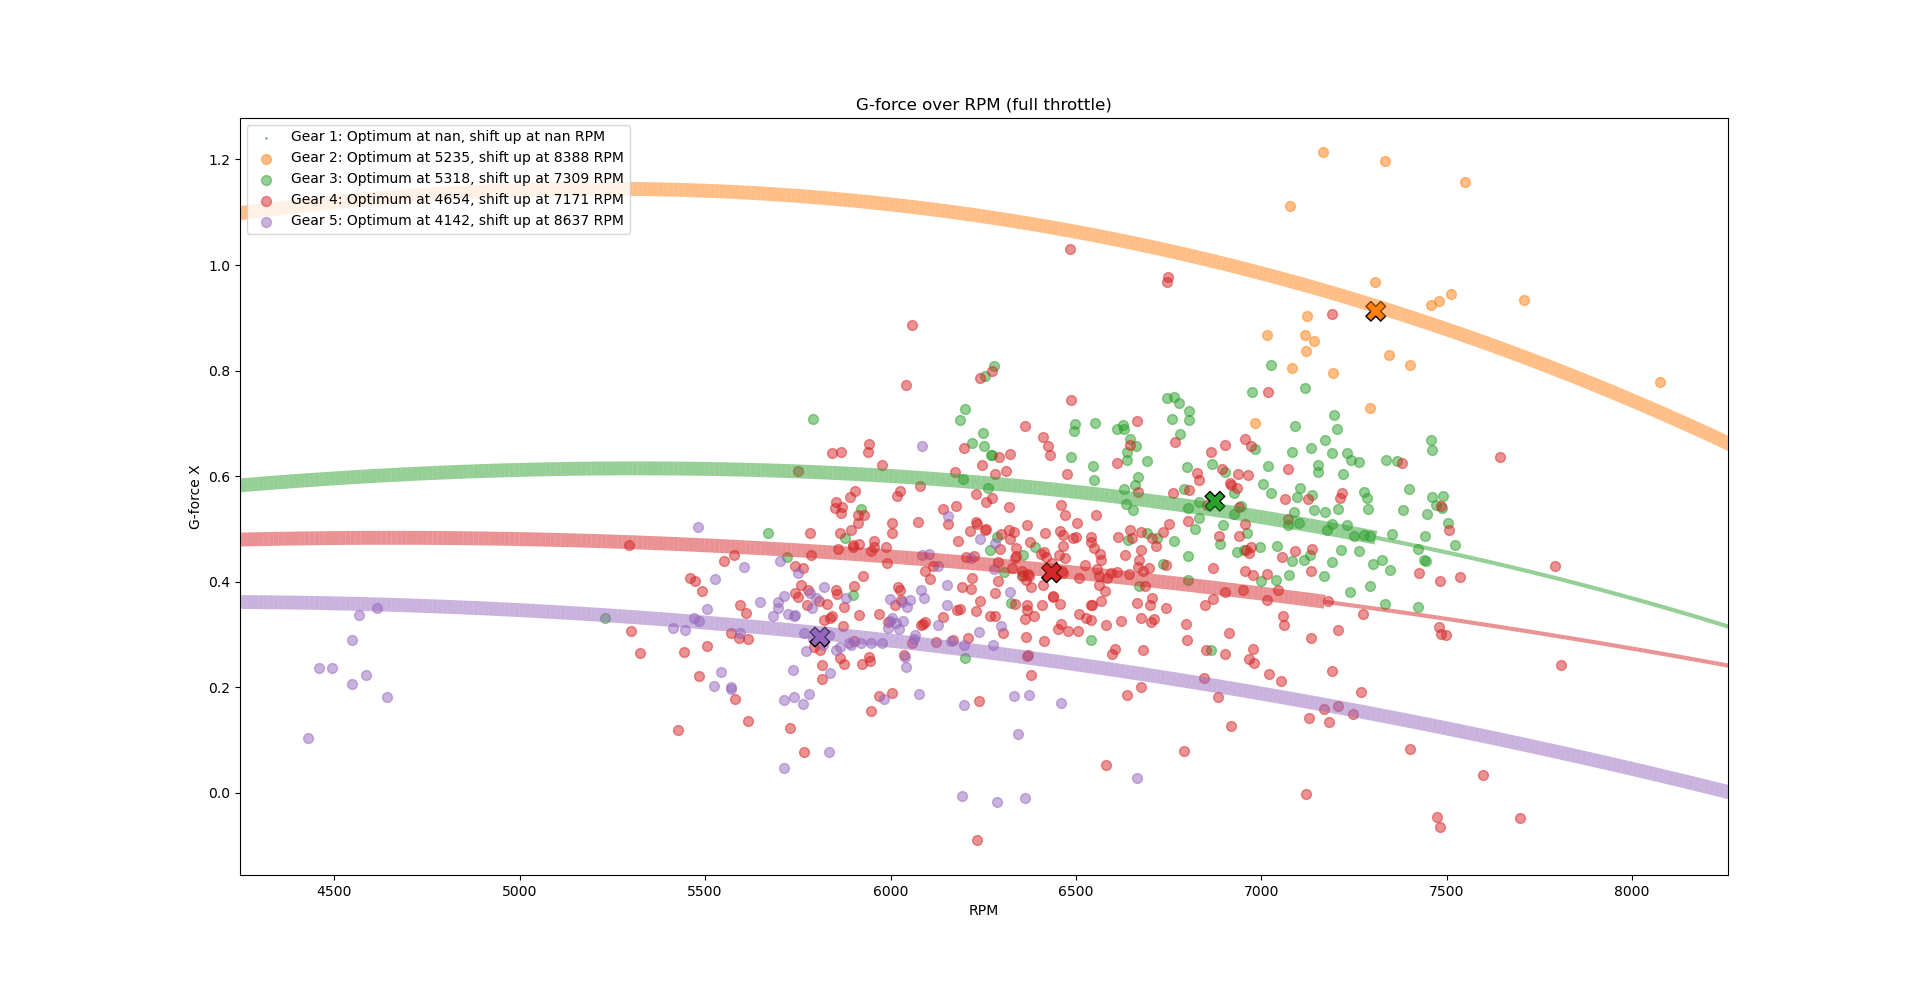 G-force over RPM (full throttle)
Gear 1: Optimum at nan, shift up at nan RPM
Gear 2: Optimum at 5235, shift up at 8388 RPM
Gear 3: Optimum at 5318, shift up at 7309 RPM
Gear 4: Optimum at 4654, shift up at 7171 RPM
Gear 5: Optimum at 4142, shift up at 8637 RPM
1.2
1.0
0.8
0.6
0.4
0.2
0.0
G-force X
4500 5000 5500 6000 6500 7000 7500 8000
RPM